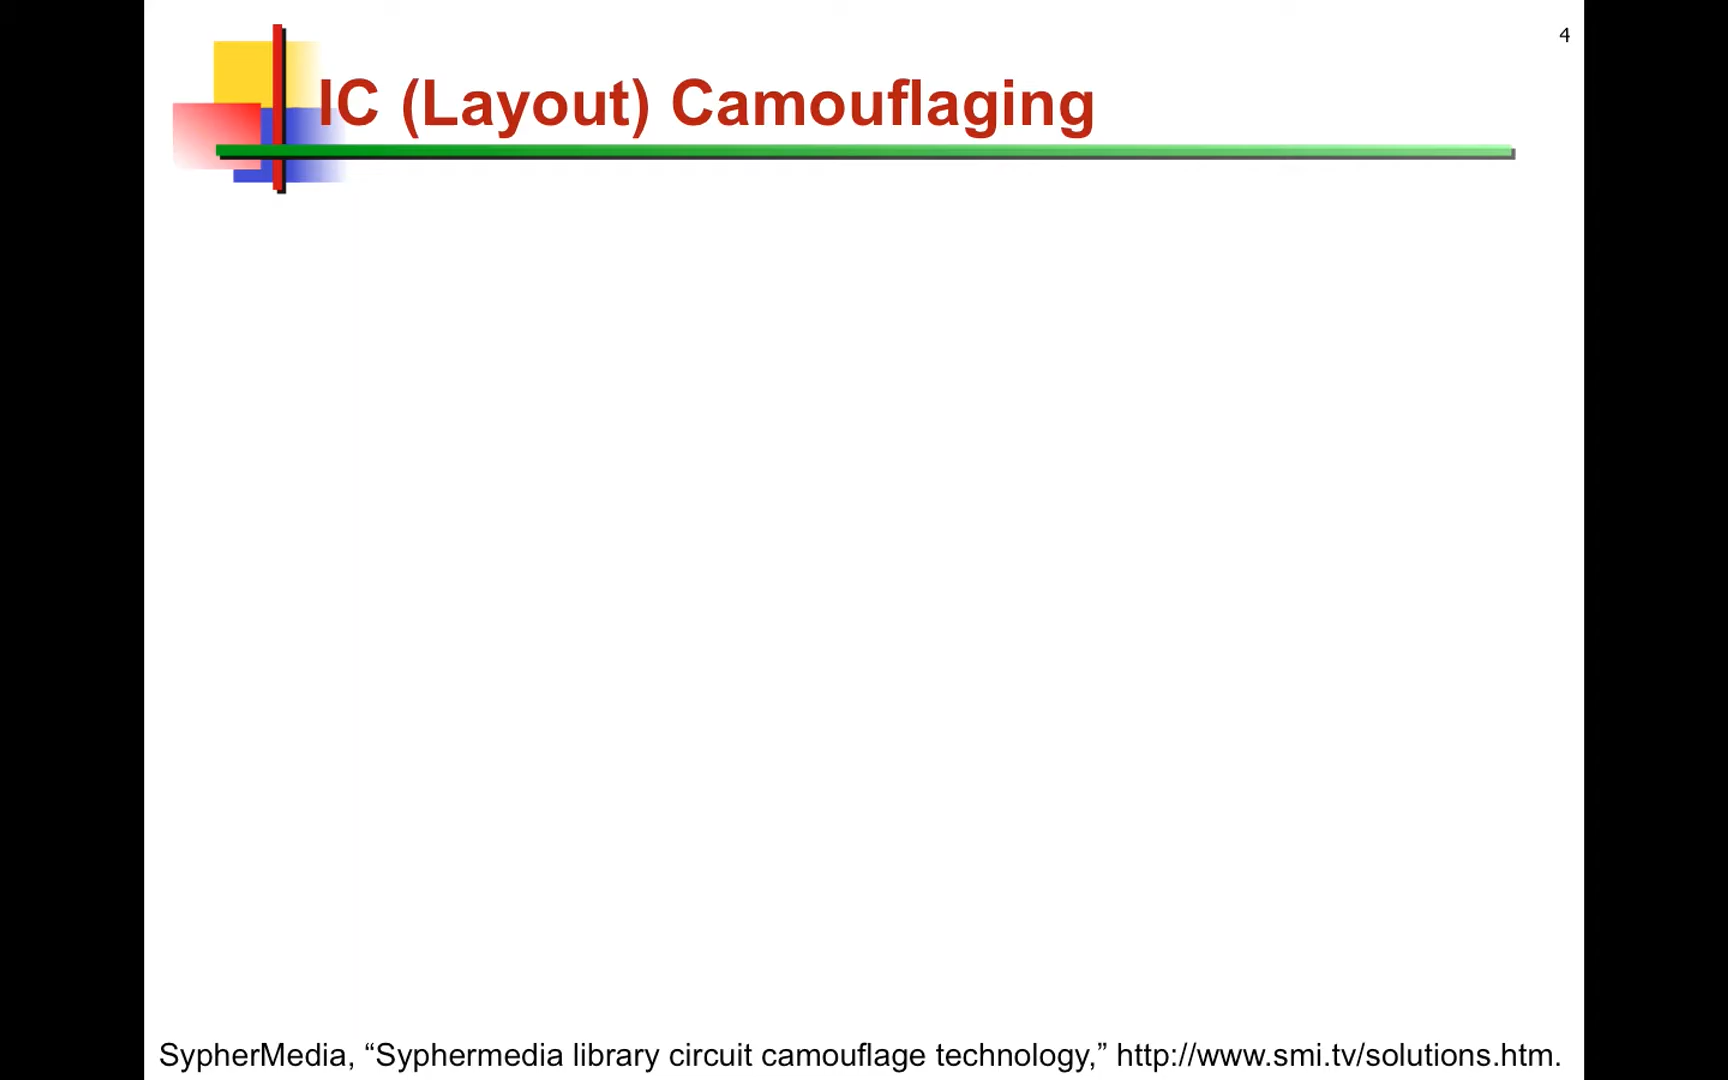 4
IC (Layout) Camouflaging
SypherMedia, “Syphermedia library circuit camouflage technology,” http://www.smi.tv/solutions.htm.